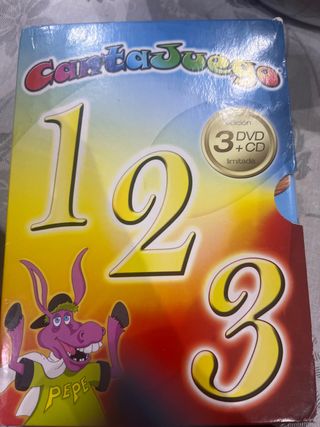 CantaJuego
edición
3 DVD
+ CD
limitada
1
2
3
PEPE